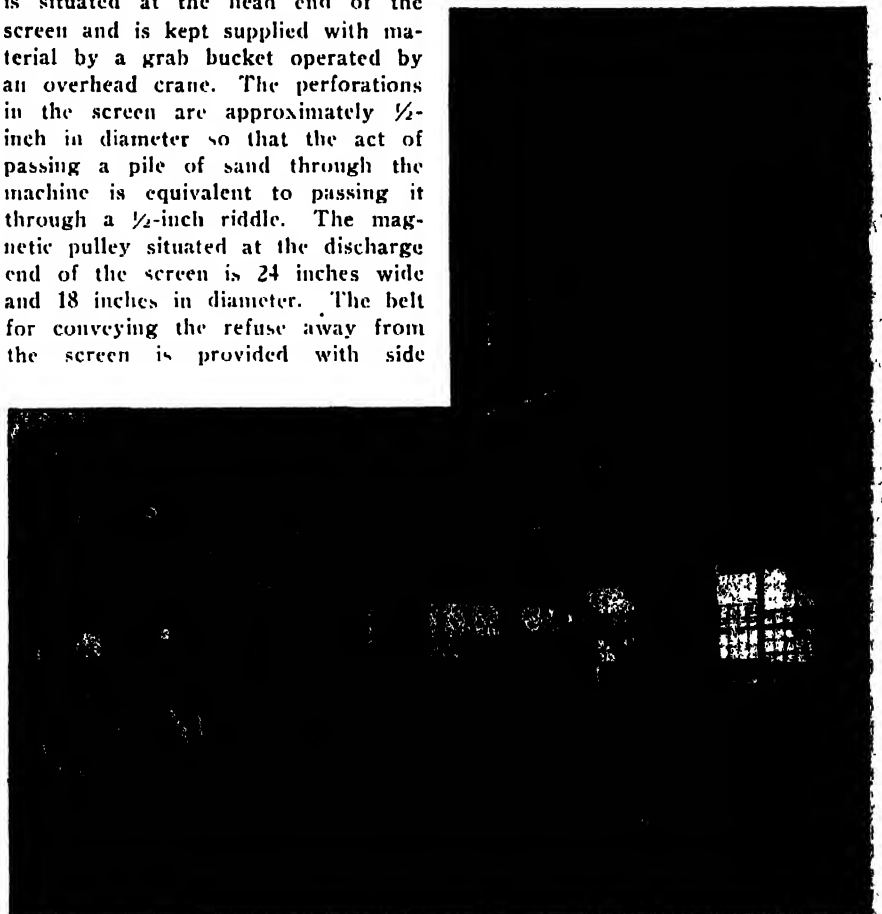 is situated at the head end of the
screen and is kept supplied with ma-
terial by a grab bucket operated by
an overhead crane. The perforations
in the screen are approximately ½-
inch in diameter so that the act of
passing a pile of sand through the
machine is equivalent to passing it
through a ½-inch riddle. The mag-
netic pulley situated at the discharge
end of the screen is 24 inches wide
and 18 inches in diameter. The belt
for conveying the refuse away from
the screen is provided with side